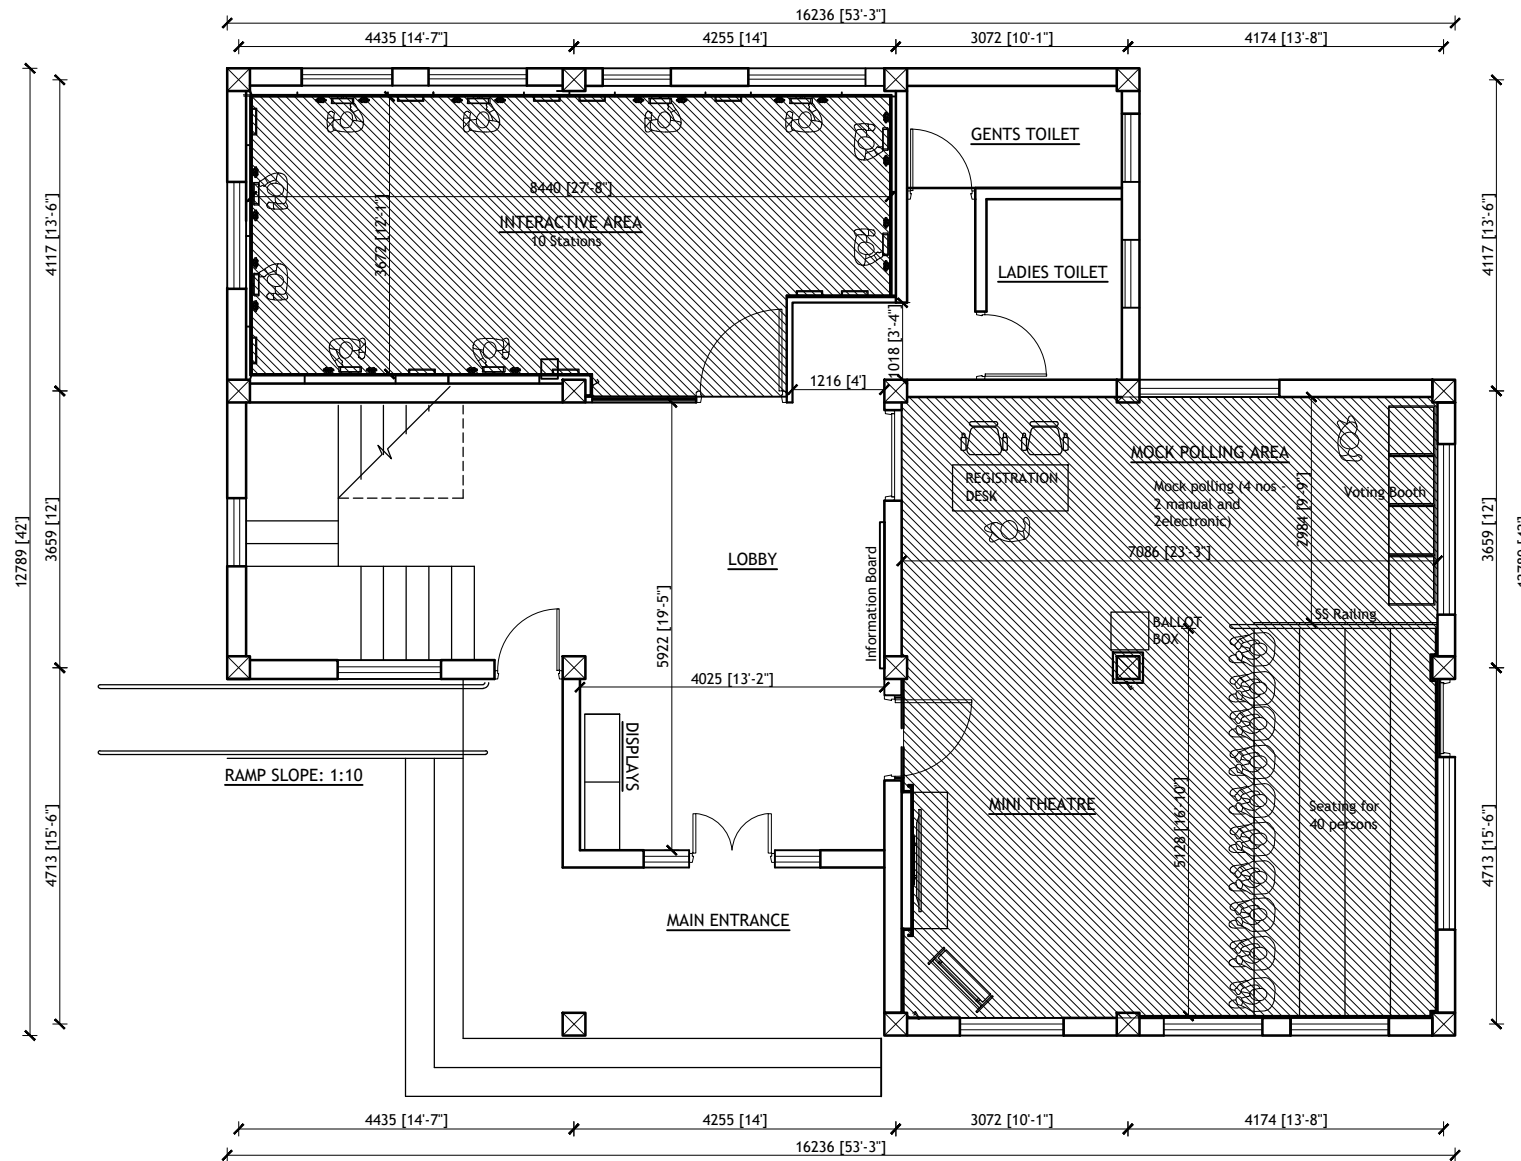 16236 [53'-3"]
4435 [14'-7"]
4255 [14']
3072 [10'-1"]
4174 [13'-8"]
GENTS TOILET
8440 [27'-8"]
INTERACTIVE AREA
10 Stations
3672 [12'-1"]
LADIES TOILET
4117 [13'-6"]
4117 [13'-6"]
1018 [3'-4"]
1216 [4']
12789 [42']
3659 [12']
MOCK POLLING AREA
REGISTRATION
DESK
Mock polling (4 nos -
2 manual and
2electronic)
Voting Booth
2984 [9'-9"]
7086 [23'-3"]
3659 [12']
LOBBY
Information Board
5922 [19'-5"]
SS Railing
BALLOT
BOX
4025 [13'-2"]
DISPLAYS
RAMP SLOPE: 1:10
MINI THEATRE
5128 [16'-10"]
Seating for
40 persons
4713 [15'-6"]
4713 [15'-6"]
MAIN ENTRANCE
4435 [14'-7"]
4255 [14']
3072 [10'-1"]
4174 [13'-8"]
16236 [53'-3"]